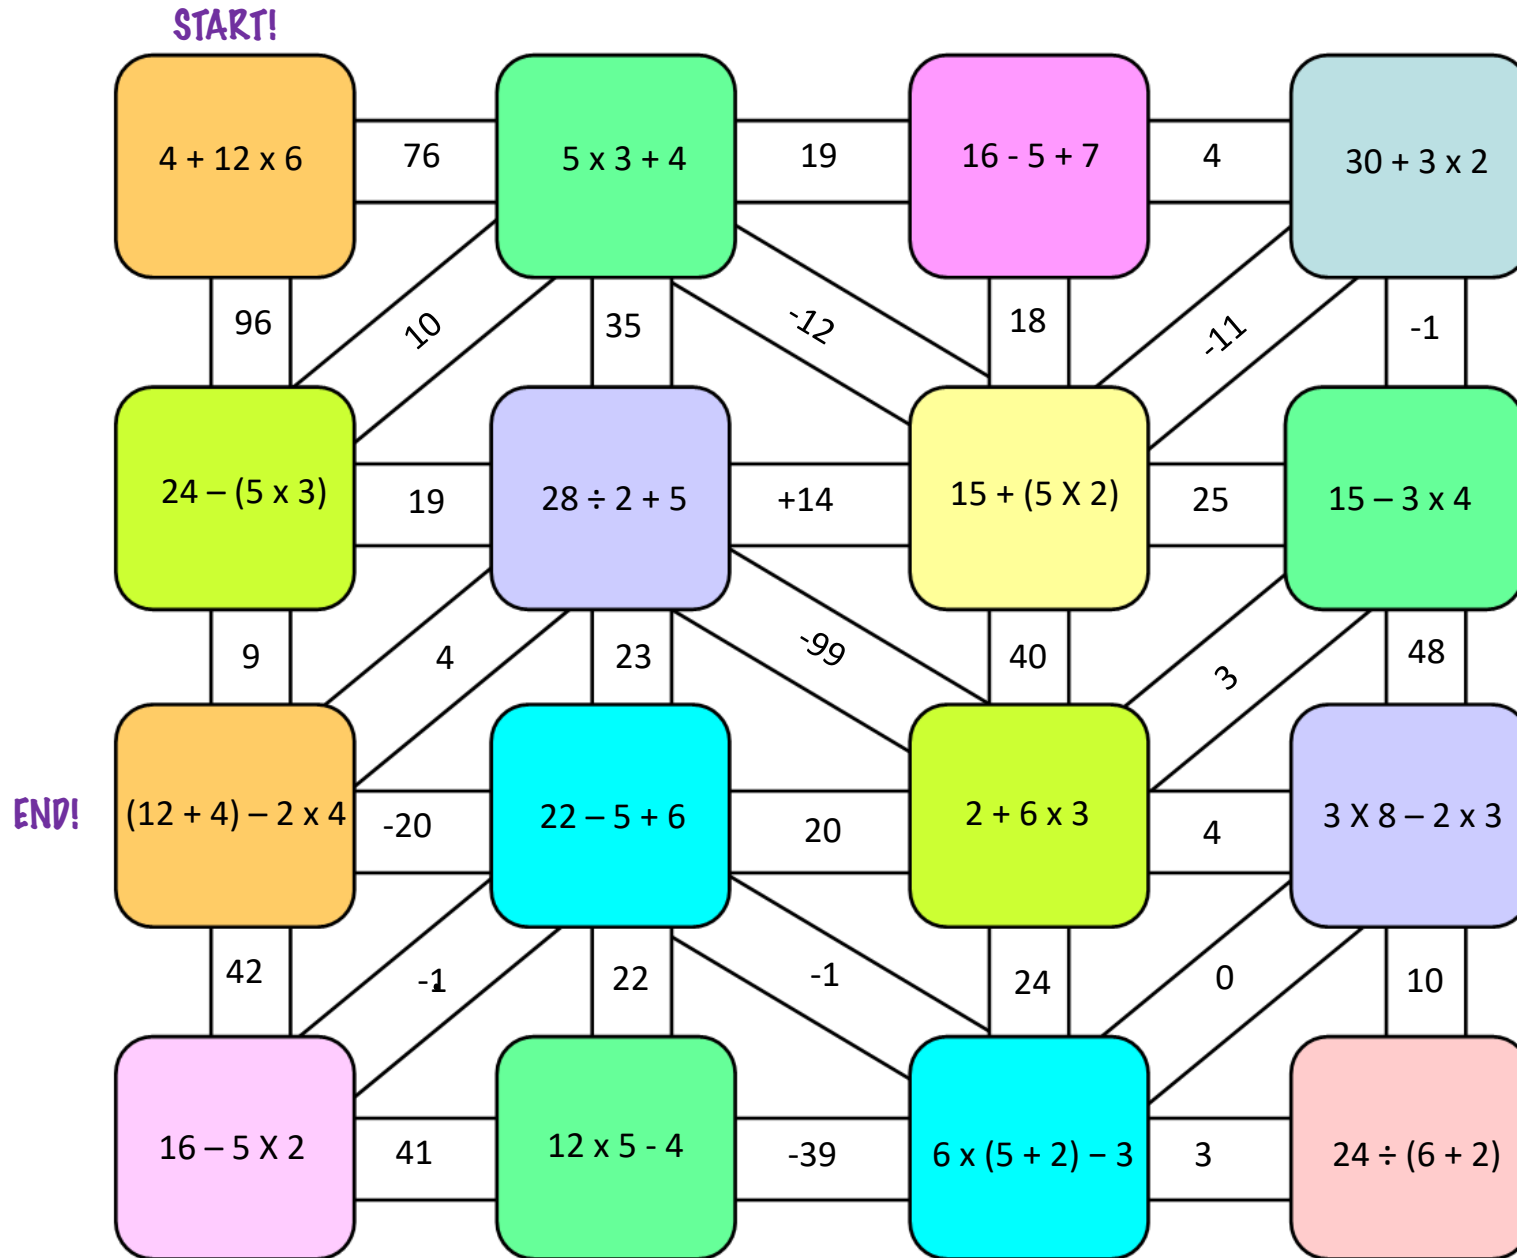 START!
4 + 12 x 6
76
5 x 3 + 4
19
16 - 5 + 7
4
30 + 3 x 2
96
10
35
-12
18
-11
-1
24 – (5 x 3)
19
28 ÷ 2 + 5
+14
15 + (5 X 2)
25
15 – 3 x 4
9
4
23
-99
40
3
48
END!
(12 + 4) – 2 x 4
-20
22 – 5 + 6
20
2 + 6 x 3
4
3 X 8 – 2 x 3
42
-1
22
-1
24
0
10
16 – 5 X 2
41
12 x 5 - 4
-39
6 x (5 + 2) – 3
3
24 ÷ (6 + 2)